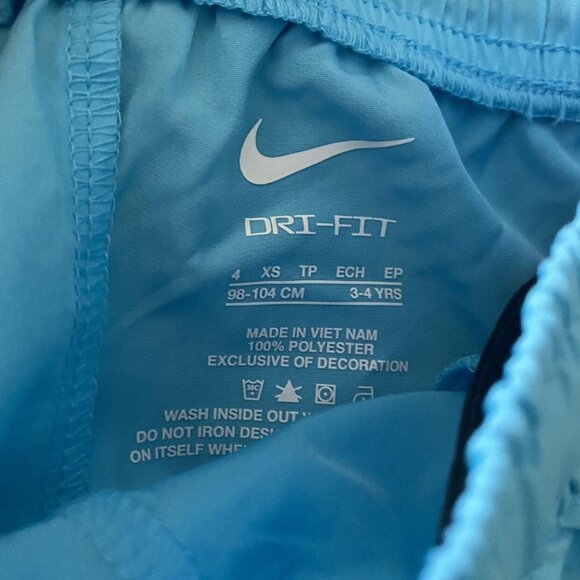 DRI-FIT
4 XS TP ECH EP
98-104 CM 3-4 YRS
MADE IN VIET NAM
100% POLYESTER
EXCLUSIVE OF DECORATION
30C
WASH INSIDE OUT
DO NOT IRON
ON ITSELF